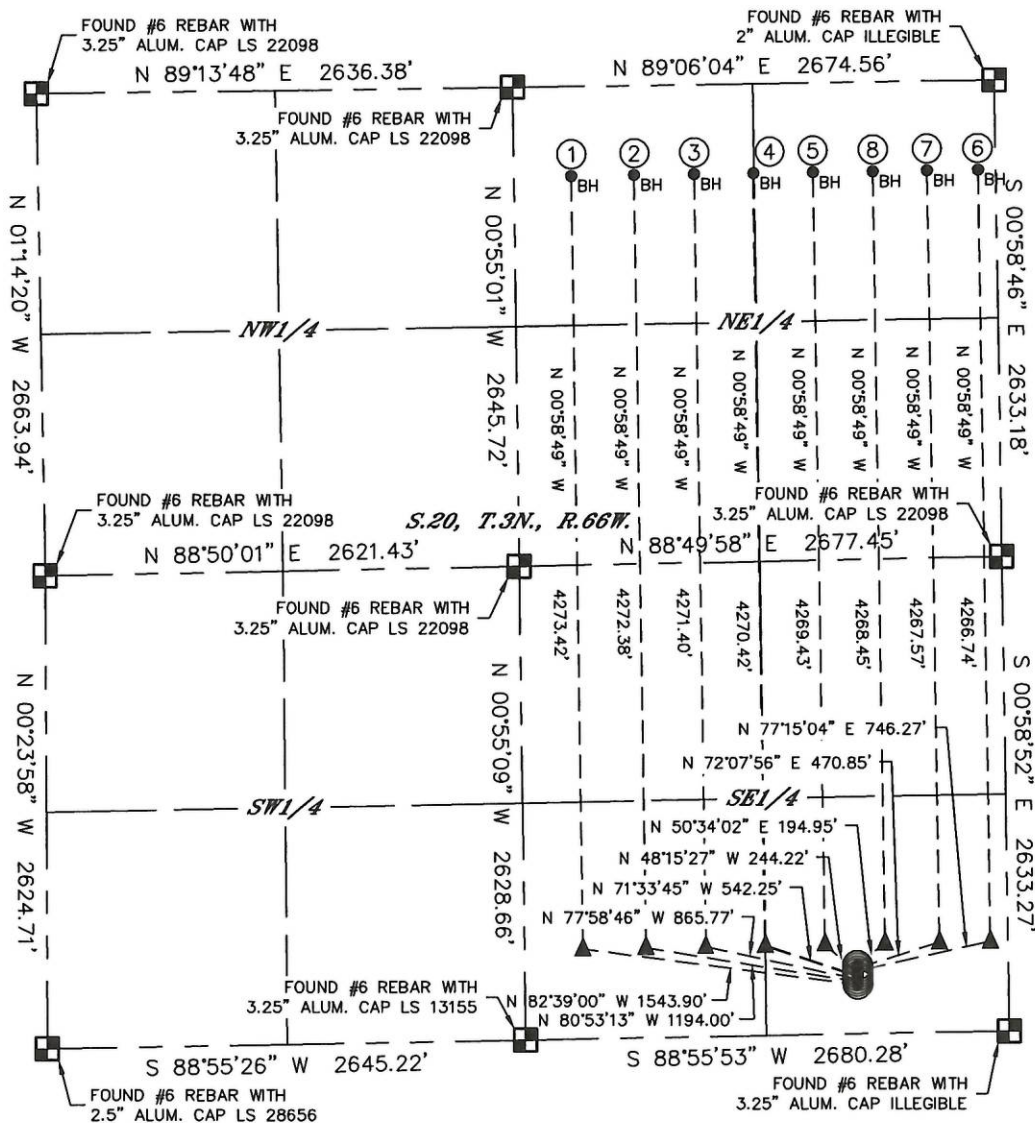 FOUND #6 REBAR WITH
3.25" ALUM. CAP LS 22098
FOUND #6 REBAR WITH
2" ALUM. CAP ILLEGIBLE
N 89°13'48" E 2636.38'
N 89°06'04" E 2674.56'
FOUND #6 REBAR WITH
3.25" ALUM. CAP LS 22098
1
2
3
4
5
8
7
6
BH
BH
BH
BH
BH
BH
BH
BH
N 01°14'20" W 2663.94'
N 00°55'01" W 2645.72'
S 00°58'46" E 2633.18'
NW1/4
NE1/4
N 00°58'49" W
N 00°58'49" W
N 00°58'49" W
N 00°58'49" W
N 00°58'49" W
N 00°58'49" W
N 00°58'49" W
N 00°58'49" W
FOUND #6 REBAR WITH
3.25" ALUM. CAP LS 22098
S.20, T.3N., R.66W.
FOUND #6 REBAR WITH
3.25" ALUM. CAP LS 22098
N 88°50'01" E 2621.43'
N 88°49'58" E 2677.45'
FOUND #6 REBAR WITH
3.25" ALUM. CAP LS 22098
4273.42'
4272.38'
4271.40'
4270.42'
4269.43'
4268.45'
4267.57'
4266.74'
N 00°23'58" W 2624.71'
N 00°55'09" W 2628.66'
S 00°58'52" E 2633.27'
N 77°15'04" E 746.27'
N 72°07'56" E 470.85'
SW1/4
SE1/4
N 50°34'02" E 194.95'
N 48°15'27" W 244.22'
N 71°33'45" W 542.25'
N 77°58'46" W 865.77'
FOUND #6 REBAR WITH
3.25" ALUM. CAP LS 13155
N 82°39'00" W 1543.90'
N 80°53'13" W 1194.00'
S 88°55'26" W 2645.22'
S 88°55'53" W 2680.28'
FOUND #6 REBAR WITH
2.5" ALUM. CAP LS 28656
FOUND #6 REBAR WITH
3.25" ALUM. CAP ILLEGIBLE